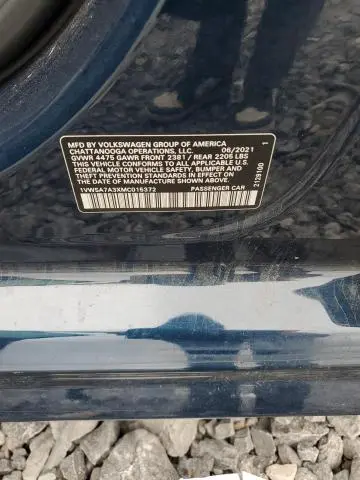 MFD BY VOLKSWAGEN GROUP OF AMERICA
CHATTANOOGA OPERATIONS, LLC. 06/2021
GVWR 4475 GAWR FRONT 2381 / REAR 2205 LBS
THIS VEHICLE CONFORMS TO ALL APPLICABLE U.S.
FEDERAL MOTOR VEHICLE SAFETY, BUMPER AND
THEFT PREVENTION STANDARDS IN EFFECT ON
THE DATE OF MANUFACTURE SHOWN ABOVE.
1VWSA7A3XMC015372 PASSENGER CAR
2128100 1